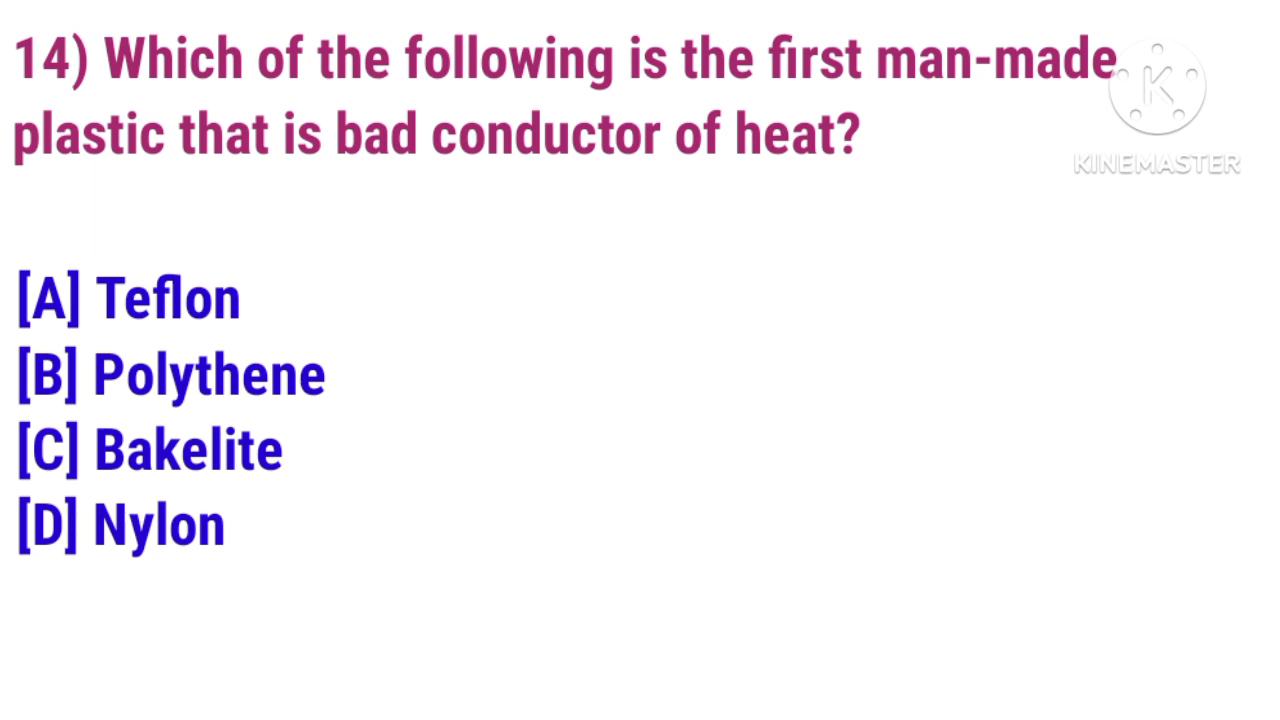 14) Which of the following is the first man-made
plastic that is bad conductor of heat?
K
KINEMASTER
[A] Teflon
[B] Polythene
[C] Bakelite
[D] Nylon